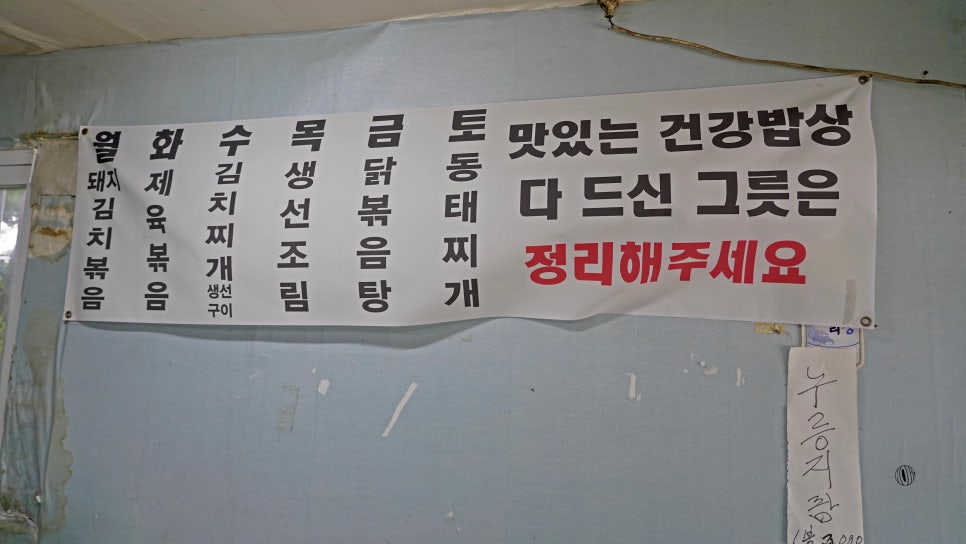 월 돼지김치볶음
화 제육볶음
수 김치찌개 생선구이
목 생선조림
금 닭볶음탕
토 동태찌개
맛있는 건강밥상
다 드신 그릇은
정리해주세요
누릉지